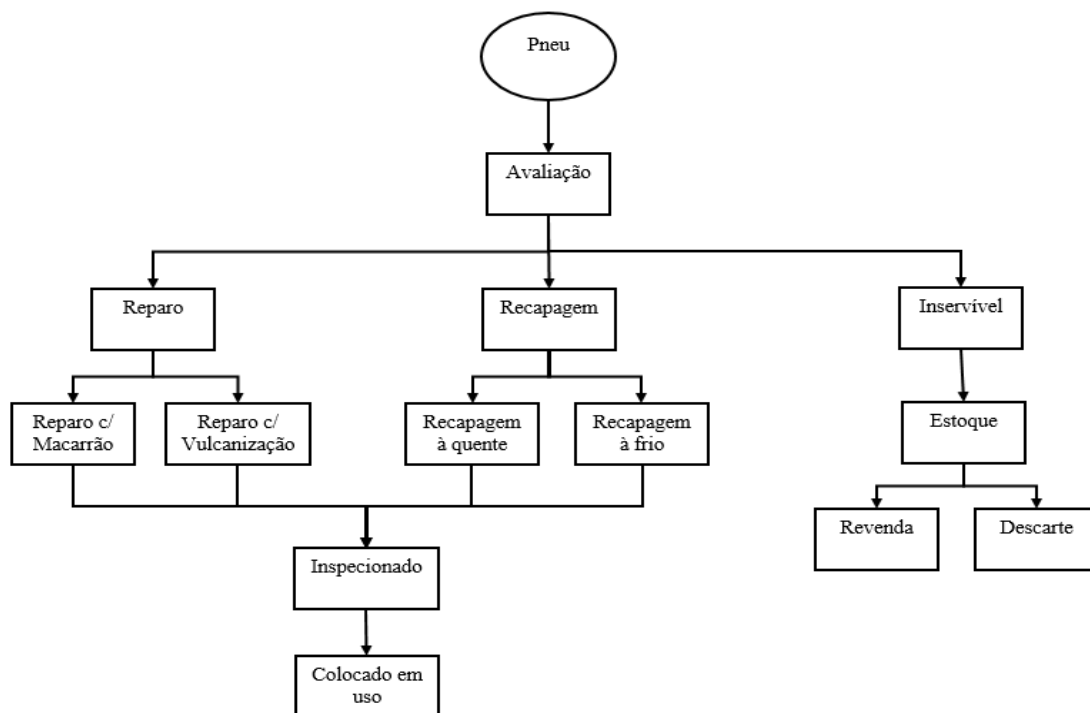 Pneu
Avaliação
Reparo
Recapagem
Inservível
Reparo c/
Macarrão
Reparo c/
Vulcanização
Recapagem
à quente
Recapagem
à frio
Estoque
Revenda
Descarte
Inspecionado
Colocado em
uso